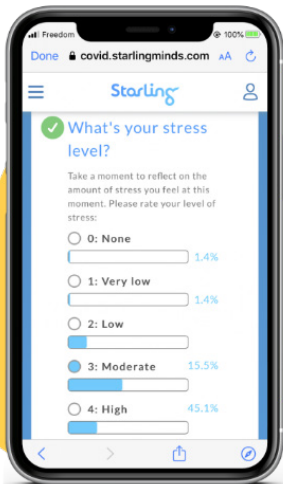 Freedom 100%
Done covid.starlingminds.com AA
Starling
What's your stress
level?
Take a moment to reflect on the
amount of stress you feel at this
moment. Please rate your level of
stress:
0: None
1.4%
1: Very low
1.4%
2: Low
3: Moderate 15.5%
4: High 45.1%